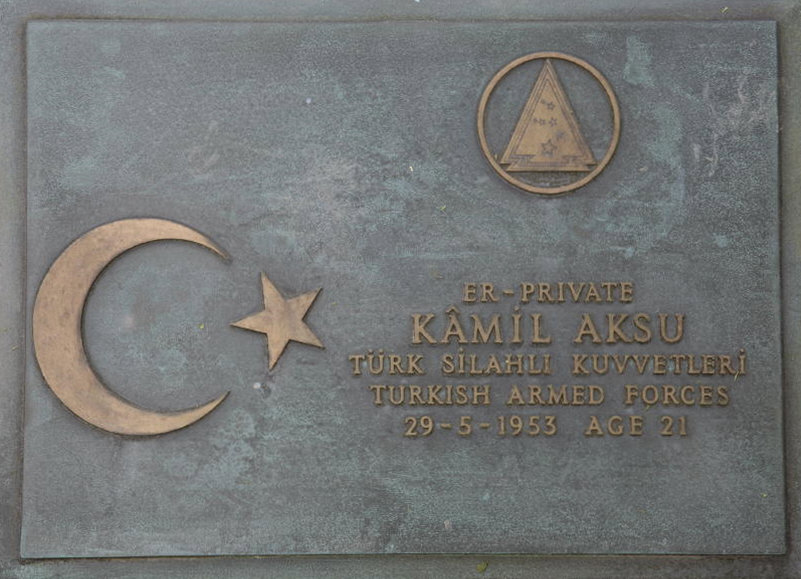 ER-PRIVATE
KÂMİL AKSU
TÜRK SİLAHLI KUVVETLERİ
TURKISH ARMED FORCES
29-5-1953 AGE 21